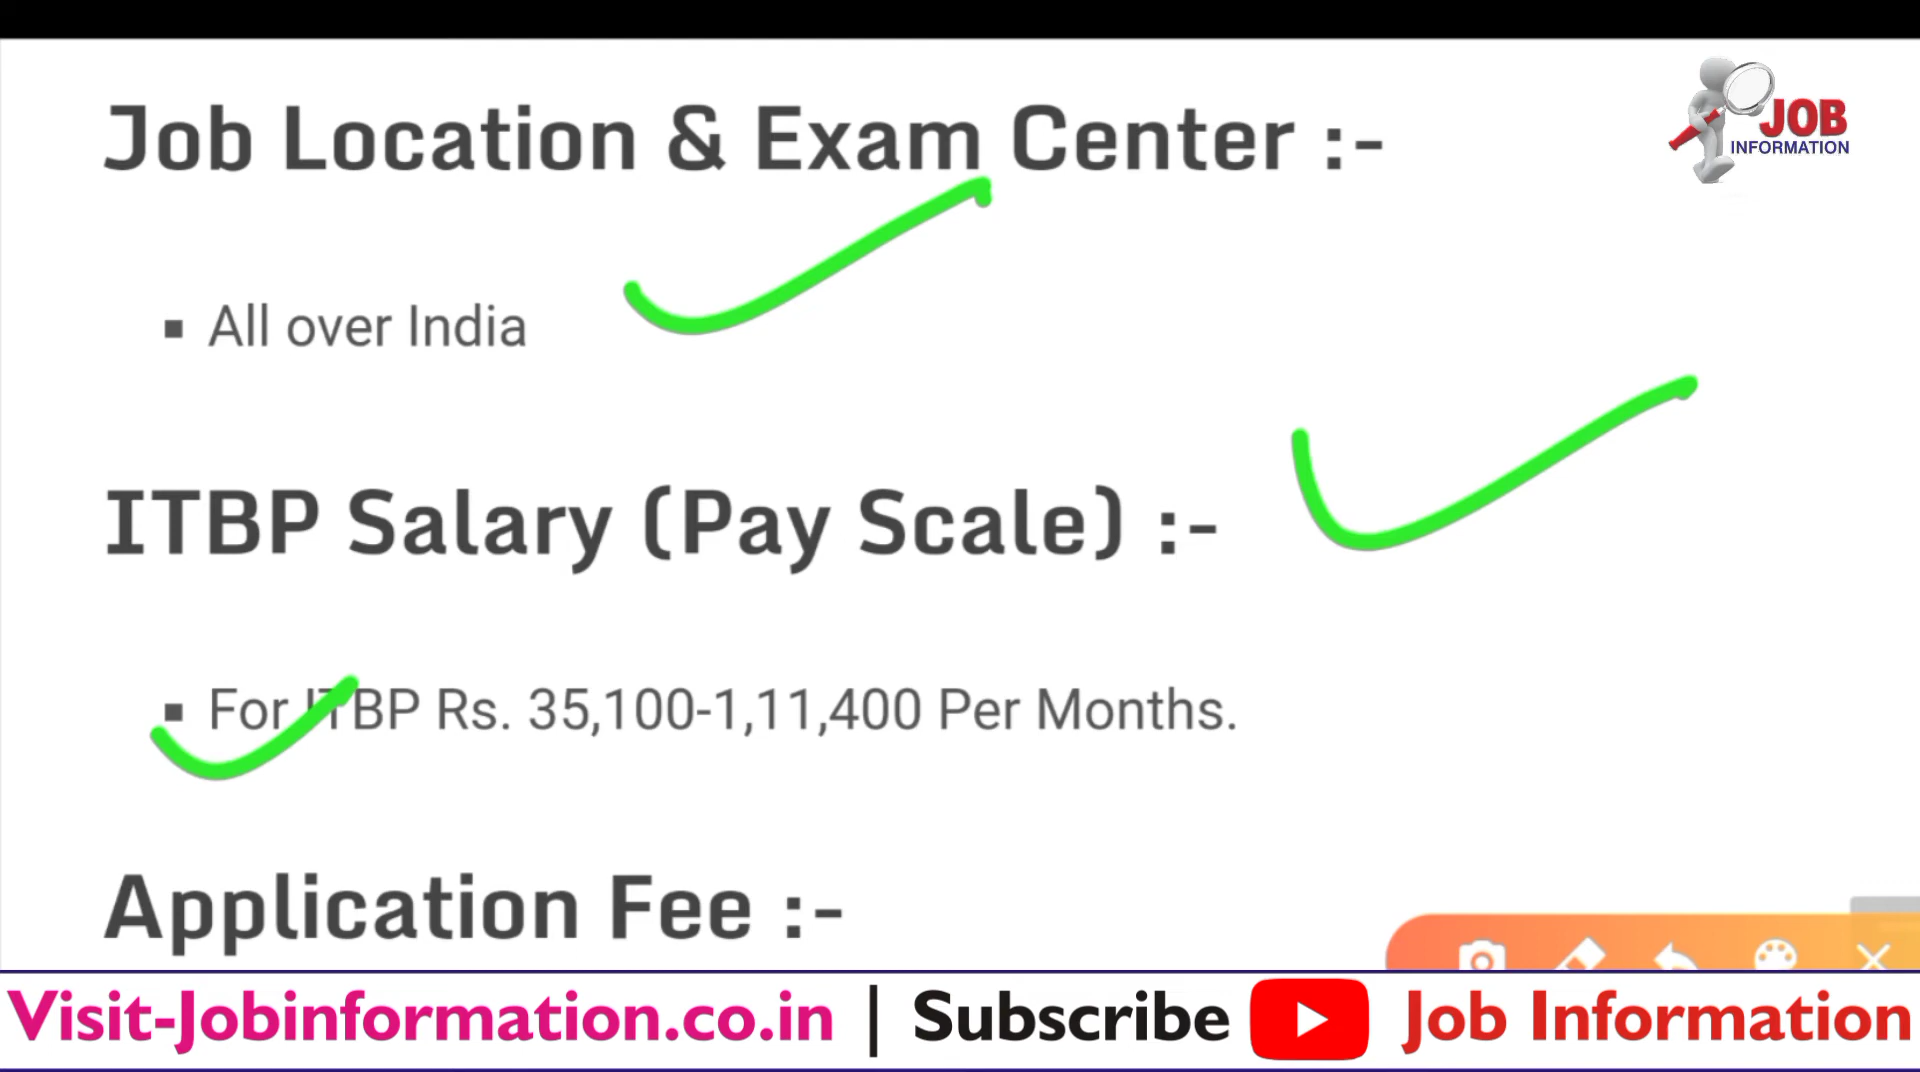 JOB
INFORMATION
Job Location & Exam Center :-
▪ All over India
ITBP Salary (Pay Scale) :-
▪ For ITBP Rs. 35,100-1,11,400 Per Months.
Application Fee :-
Visit-Jobinformation.co.in | Subscribe Job Information